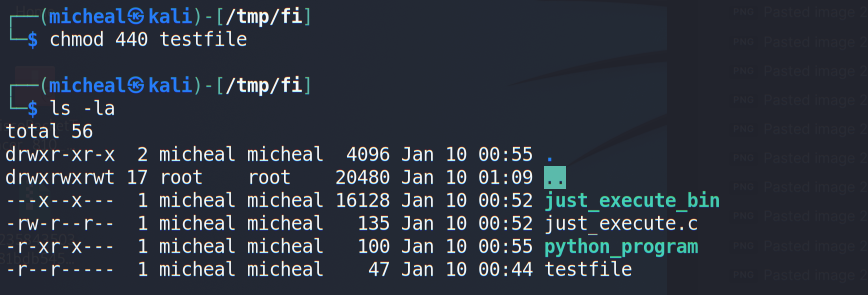 ┌──(micheal㉿kali)-[/tmp/fi]
└─$ chmod 440 testfile
┌──(micheal㉿kali)-[/tmp/fi]
└─$ ls -la
total 56
drwxr-xr-x  2 micheal micheal  4096 Jan 10 00:55 .
drwxrwxrwt 17 root    root    20480 Jan 10 01:09 ..
---x--x---  1 micheal micheal 16128 Jan 10 00:52 just_execute_bin
-rw-r--r--  1 micheal micheal   135 Jan 10 00:52 just_execute.c
-r-xr-x---  1 micheal micheal   100 Jan 10 00:55 python_program
-r--r-----  1 micheal micheal    47 Jan 10 00:44 testfile